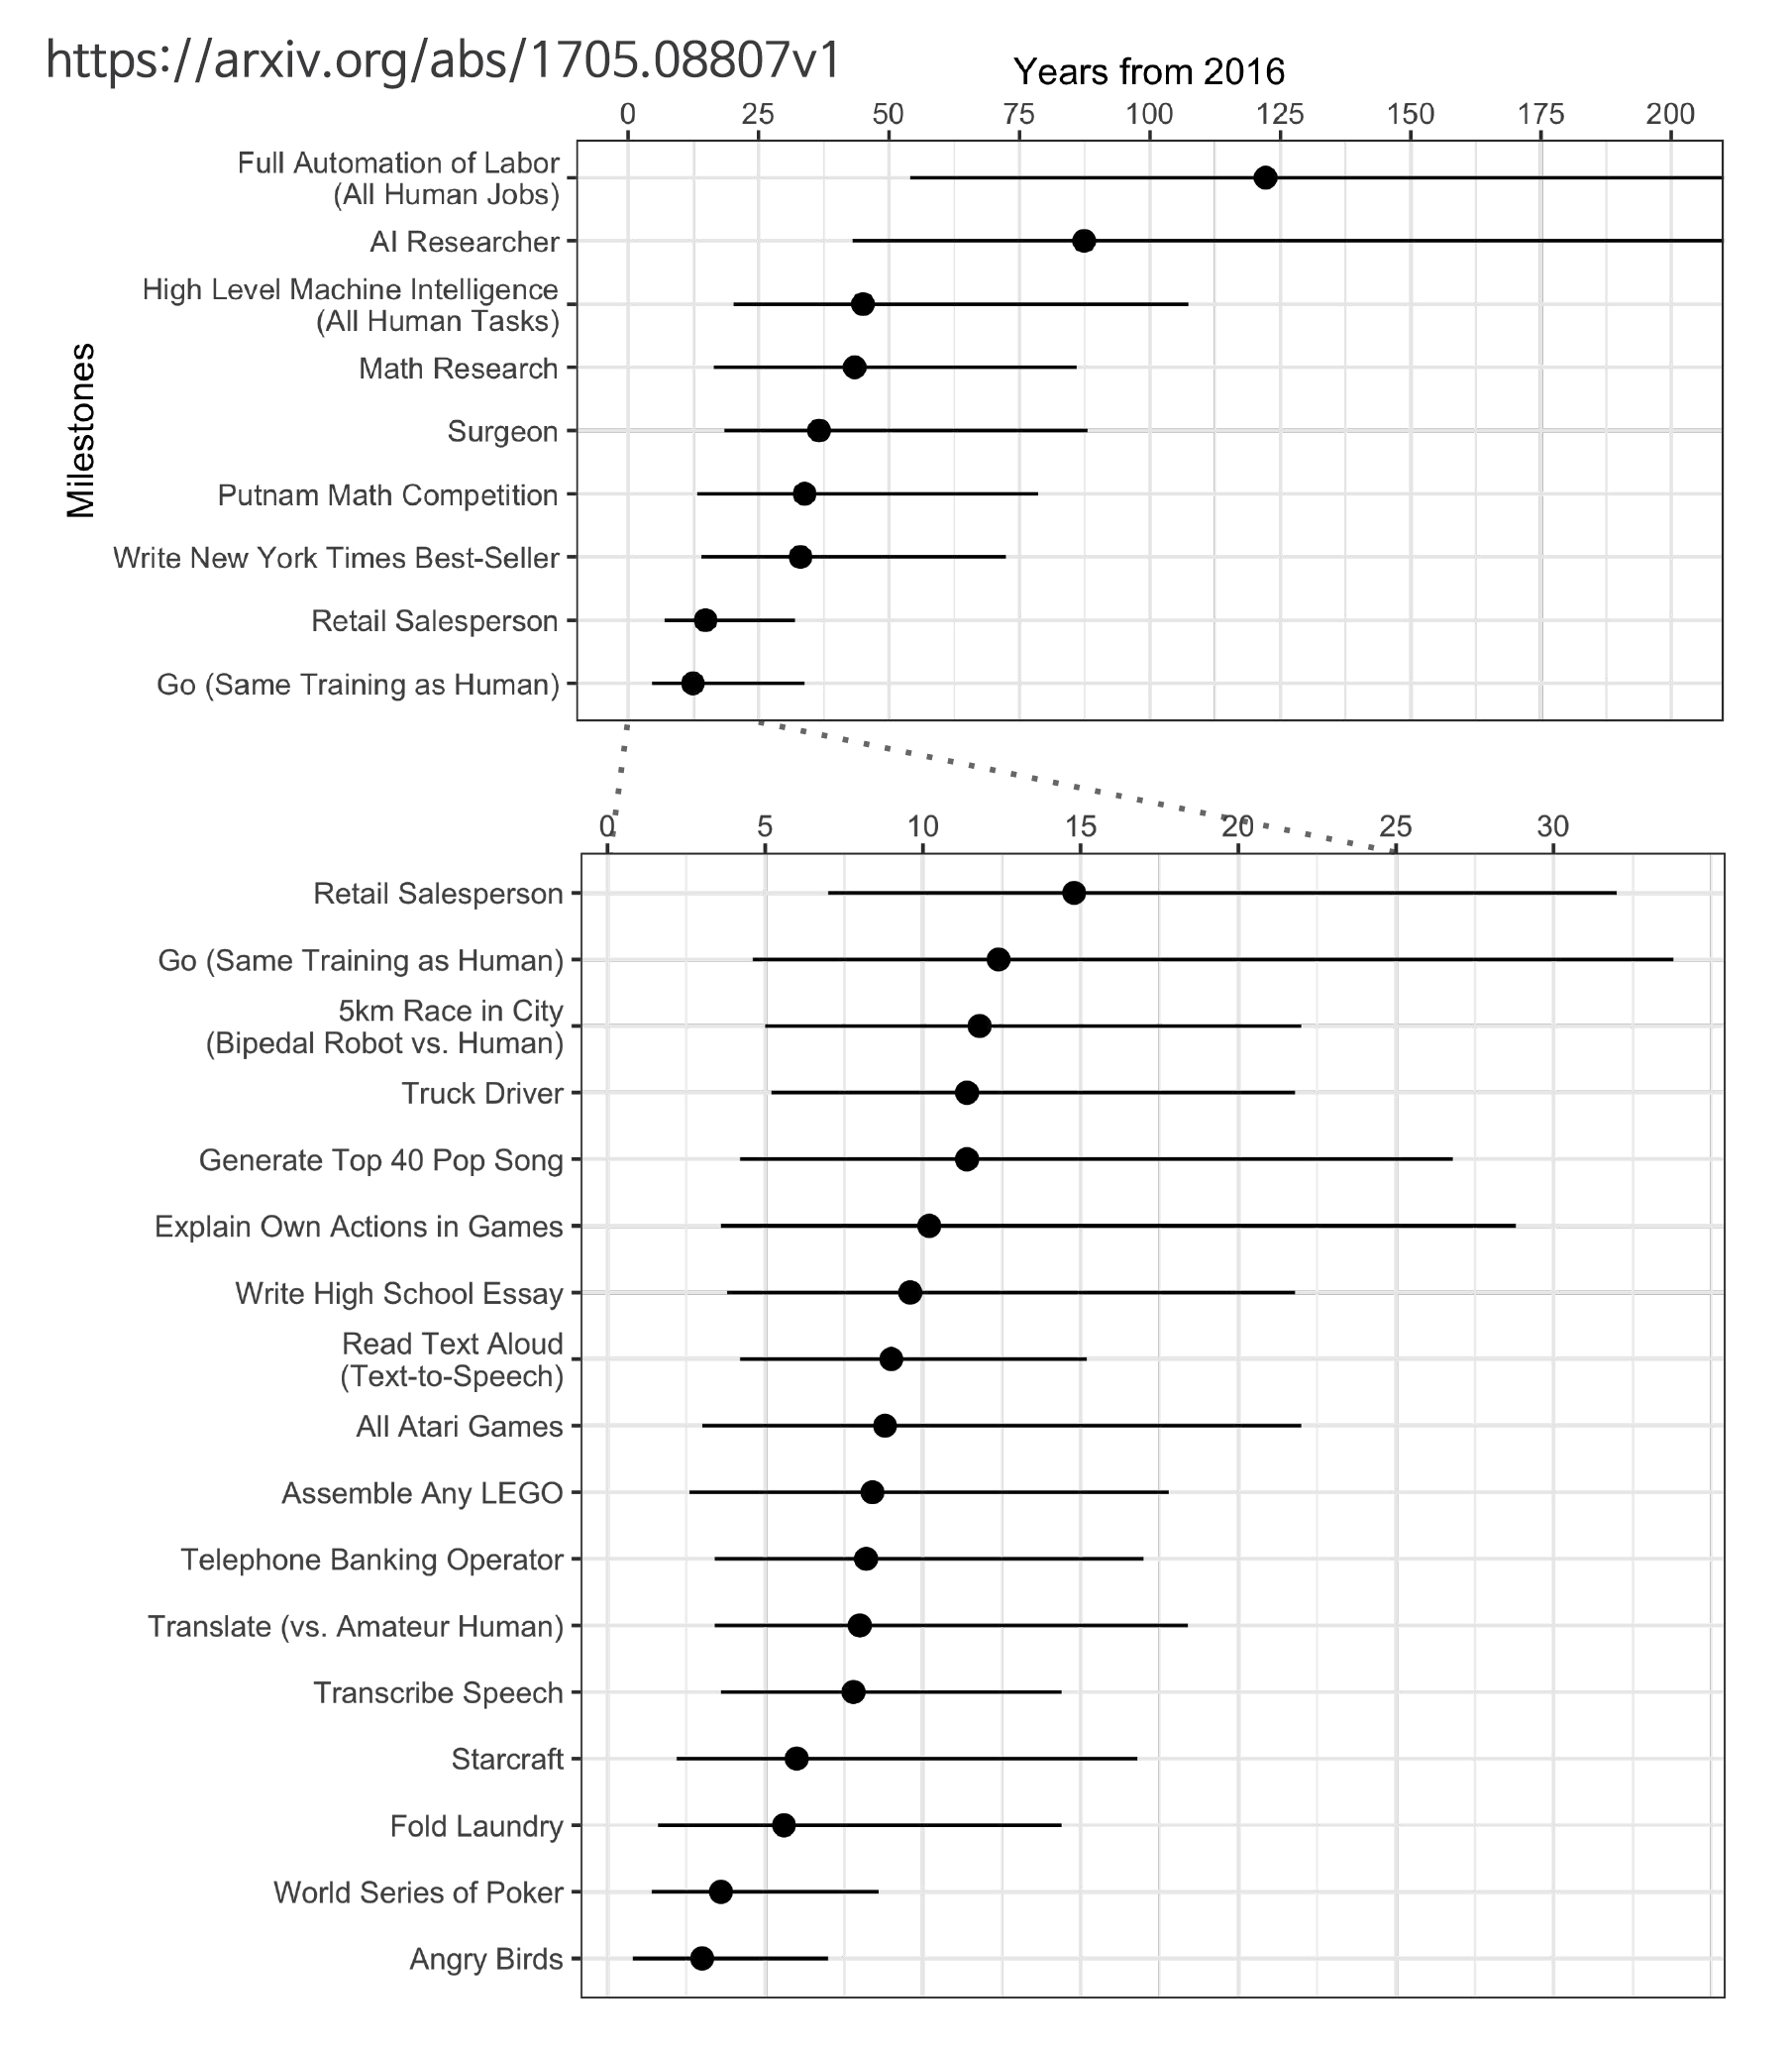 https://arxiv.org/abs/1705.08807v1
Years from 2016
0 25 50 75 100 125 150 175 200
Milestones
Full Automation of Labor
(All Human Jobs)
AI Researcher
High Level Machine Intelligence
(All Human Tasks)
Math Research
Surgeon
Putnam Math Competition
Write New York Times Best-Seller
Retail Salesperson
Go (Same Training as Human)
0 5 10 15 20 25 30
Retail Salesperson
Go (Same Training as Human)
5km Race in City
(Bipedal Robot vs. Human)
Truck Driver
Generate Top 40 Pop Song
Explain Own Actions in Games
Write High School Essay
Read Text Aloud
(Text-to-Speech)
All Atari Games
Assemble Any LEGO
Telephone Banking Operator
Translate (vs. Amateur Human)
Transcribe Speech
Starcraft
Fold Laundry
World Series of Poker
Angry Birds